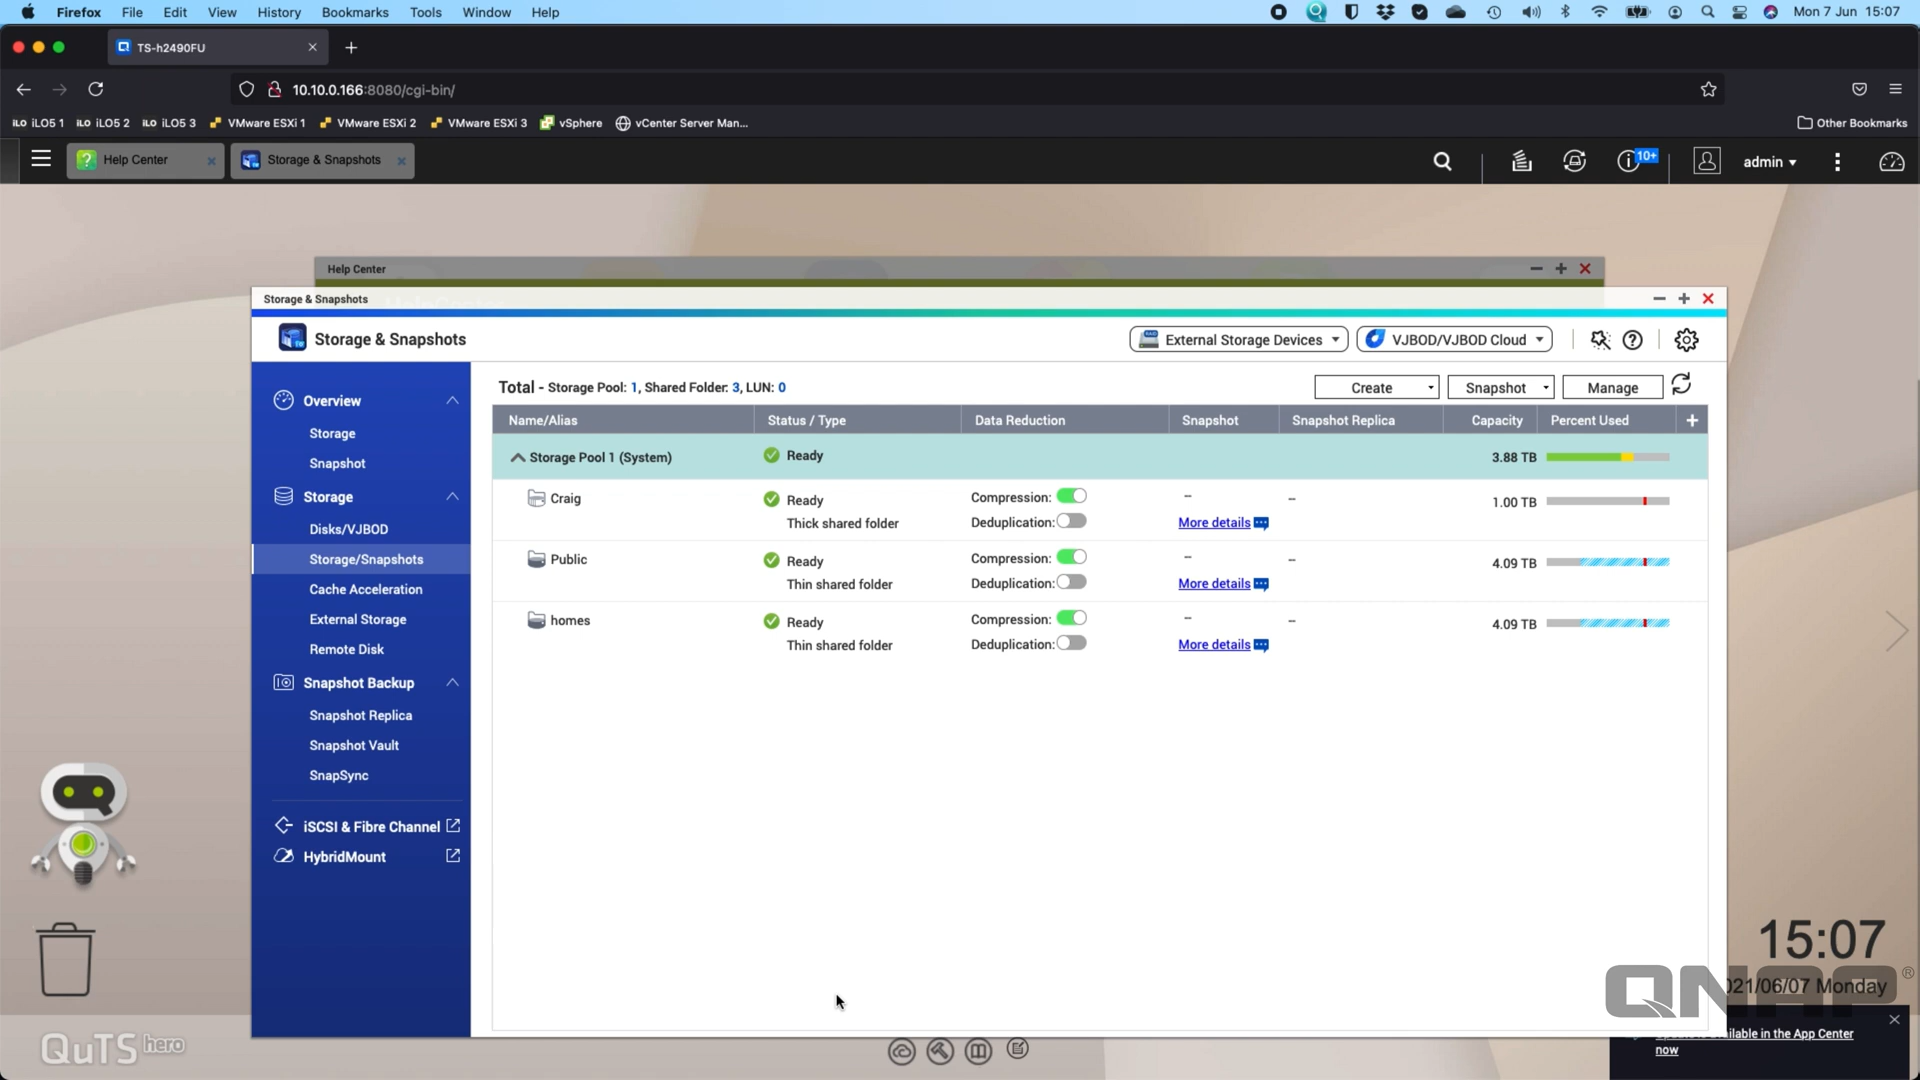 Firefox File Edit View History Bookmarks Tools Window Help Mon 7 Jun 15:07
TS-h2490FU
10.10.0.166:8080/cgi-bin/
iLO iLO5 1 iLO iLO5 2 iLO iLO5 3 VMware ESXi 1 VMware ESXi 2 VMware ESXi 3 vSphere vCenter Server Man... Other Bookmarks
Help Center Storage & Snapshots 10+ admin
Help Center
Storage & Snapshots
Storage & Snapshots External Storage Devices VJBOD/VJBOD Cloud
Overview
Storage
Snapshot
Storage
Disks/VJBOD
Storage/Snapshots
Cache Acceleration
External Storage
Remote Disk
Snapshot Backup
Snapshot Replica
Snapshot Vault
SnapSync
iSCSI & Fibre Channel
HybridMount
Total - Storage Pool: 1, Shared Folder: 3, LUN: 0 Create Snapshot Manage
Name/Alias Status / Type Data Reduction Snapshot Snapshot Replica Capacity Percent Used
Storage Pool 1 (System) Ready 3.88 TB
Craig Ready Compression: -- -- 1.00 TB
Thick shared folder Deduplication: More details
Public Ready Compression: -- -- 4.09 TB
Thin shared folder Deduplication: More details
homes Ready Compression: -- -- 4.09 TB
Thin shared folder Deduplication: More details
15:07
QNAP®
021/06/07 Monday
available in the App Center
now
QuTS hero